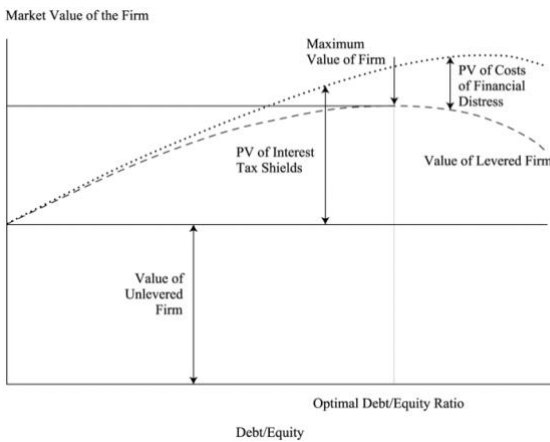 Market Value of the Firm
Maximum
Value of Firm
PV of Costs
of Financial
Distress
PV of Interest
Tax Shields
Value of Levered Firm
Value of
Unlevered
Firm
Optimal Debt/Equity Ratio
Debt/Equity